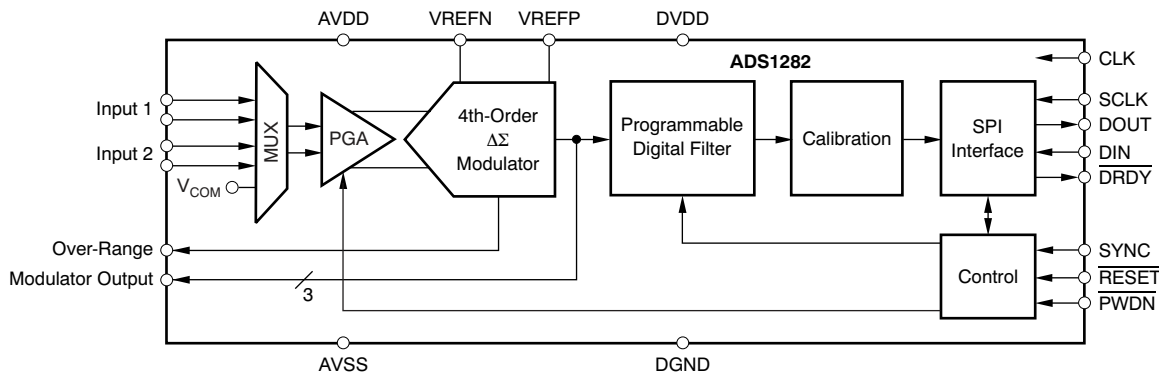 AVDD
VREFN
VREFP
DVDD
ADS1282
CLK
Input 1
Input 2
V_COM
MUX
PGA
4th-Order
ΔΣ
Modulator
Programmable
Digital Filter
Calibration
SPI
Interface
SCLK
DOUT
DIN
DRDY
Over-Range
Modulator Output
3
Control
SYNC
RESET
PWDN
AVSS
DGND